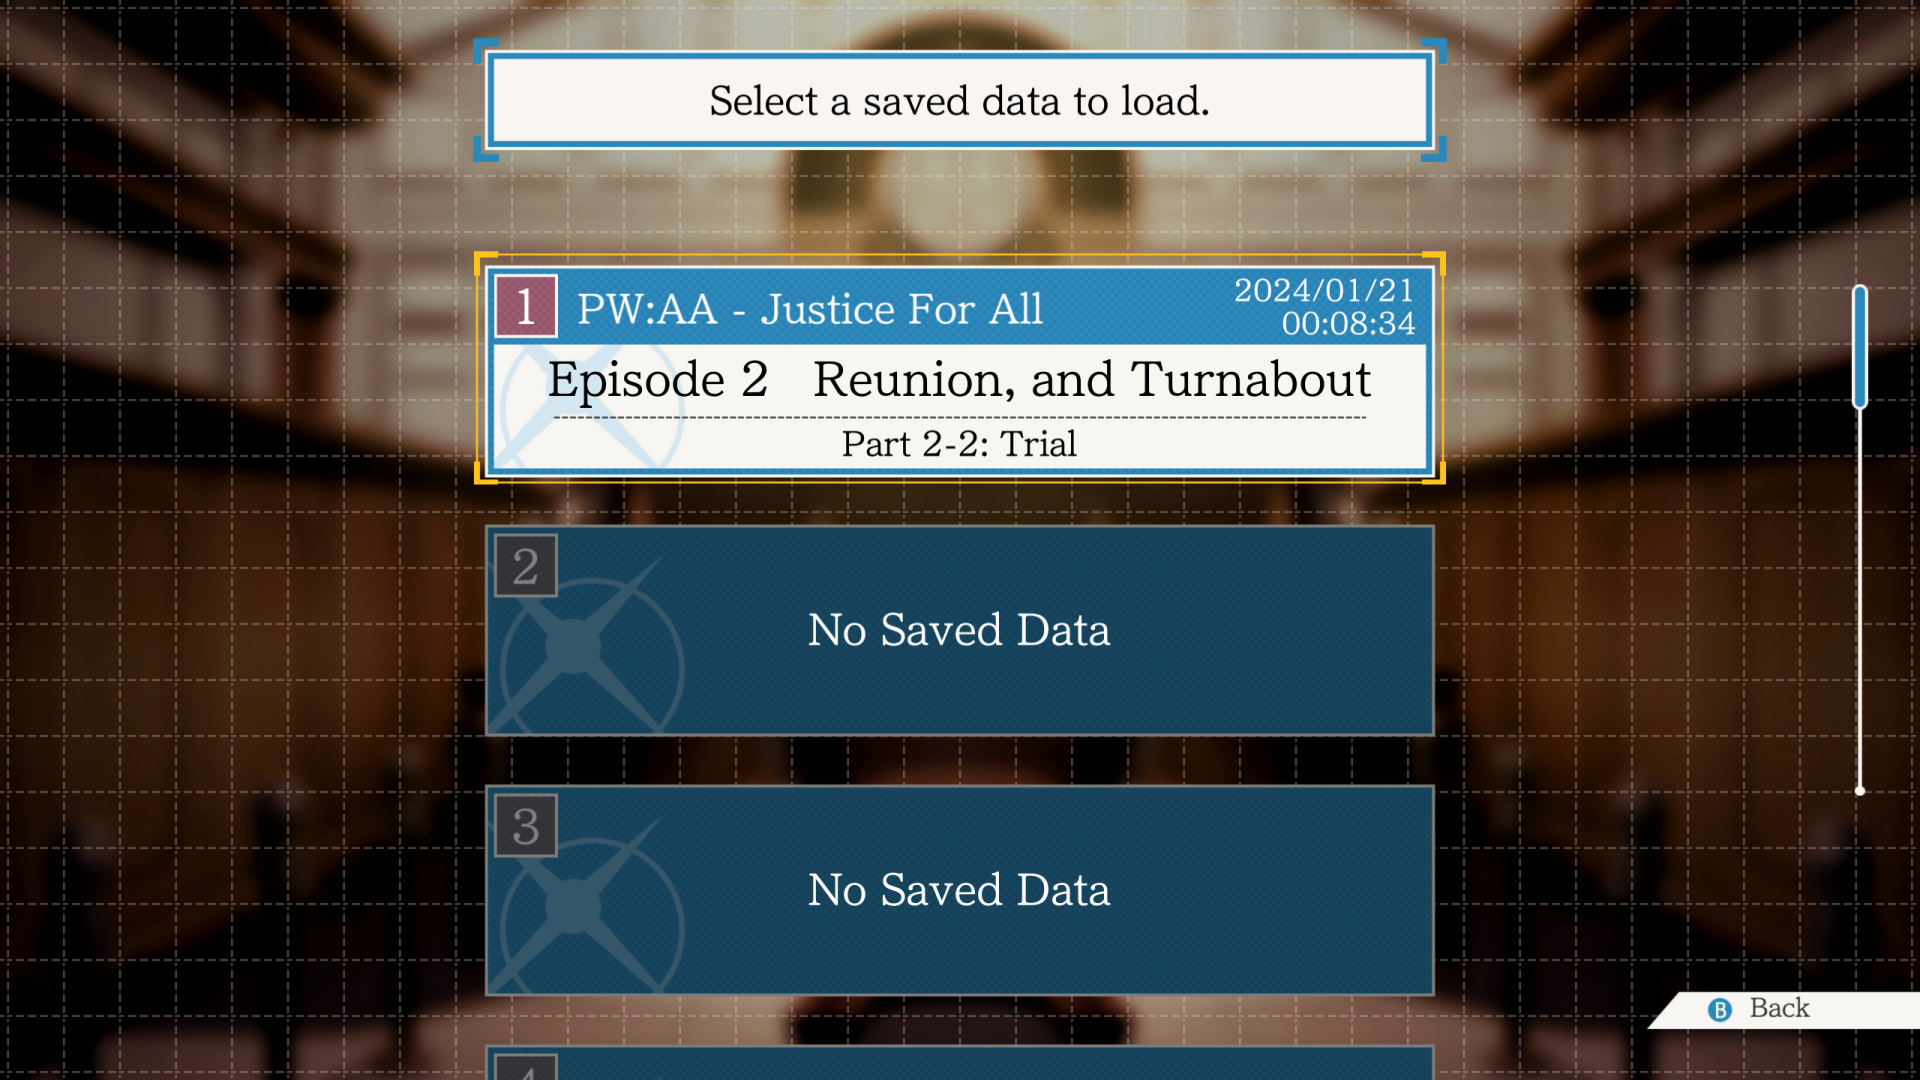 Select a saved data to load.
1
PW:AA - Justice For All
2024/01/21
00:08:34
Episode 2 Reunion, and Turnabout
Part 2-2: Trial
2
No Saved Data
3
No Saved Data
4
B Back